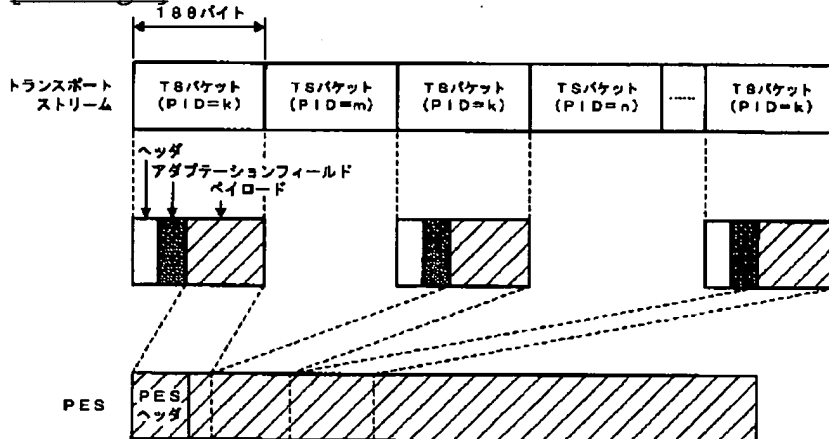 188バイト
トランスポート
ストリーム
TSパケット
(PID=k)
TSパケット
(PID=m)
TSパケット
(PID=k)
TSパケット
(PID=n)
……
TSパケット
(PID=k)
ヘッダ
アダプテーションフィールド
ペイロード
PES
PES
ヘッダ